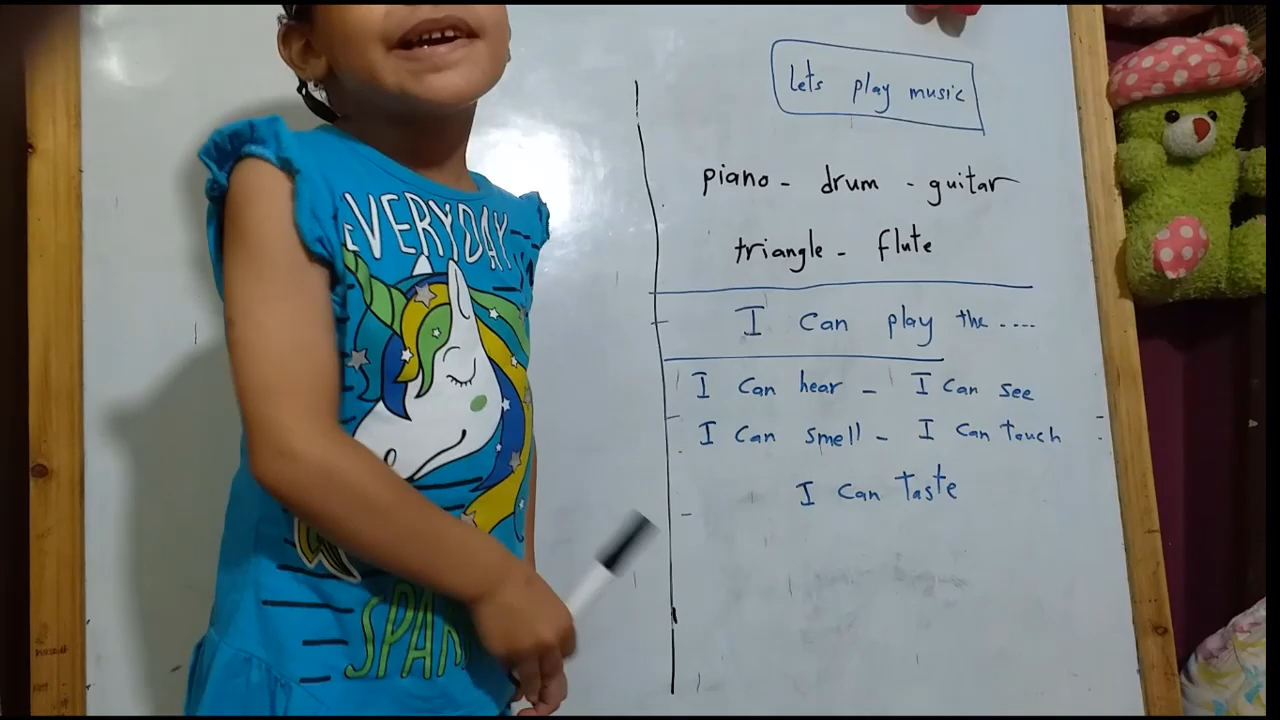 EVERYDAY
SPAR
lets play music
piano - drum - guitar
triangle - flute
I can play the ....
I can hear - I can see
I can smell - I can touch
I can taste